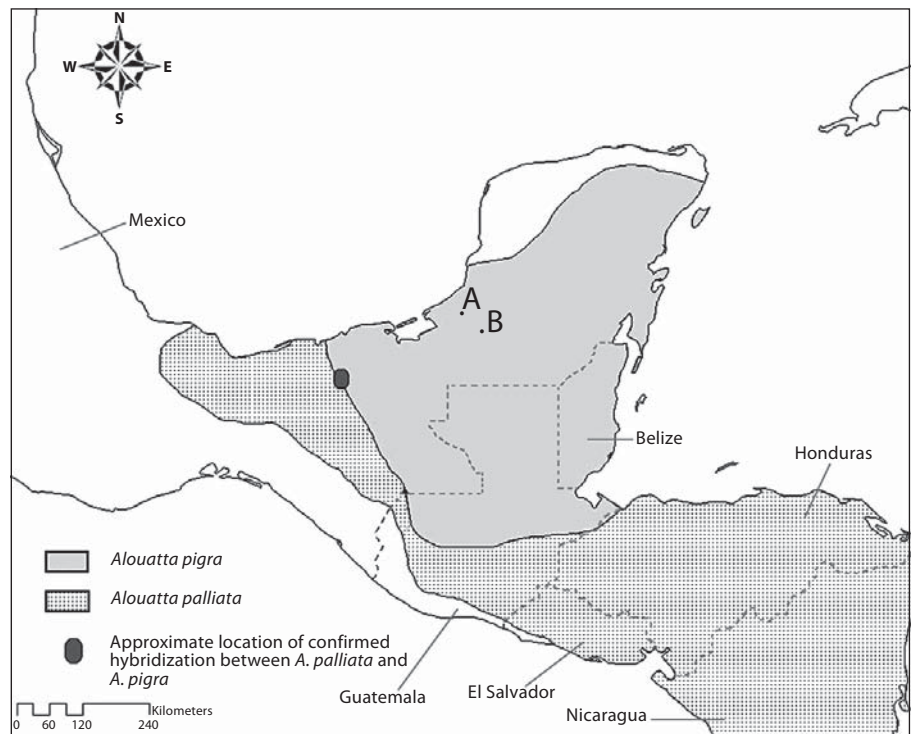 N
W E
S
Mexico
A
B
Belize
Honduras
Alouatta pigra
Alouatta palliata
Approximate location of confirmed
hybridization between A. palliata and
A. pigra
Guatemala
El Salvador
Nicaragua
Kilometers
0 60 120 240